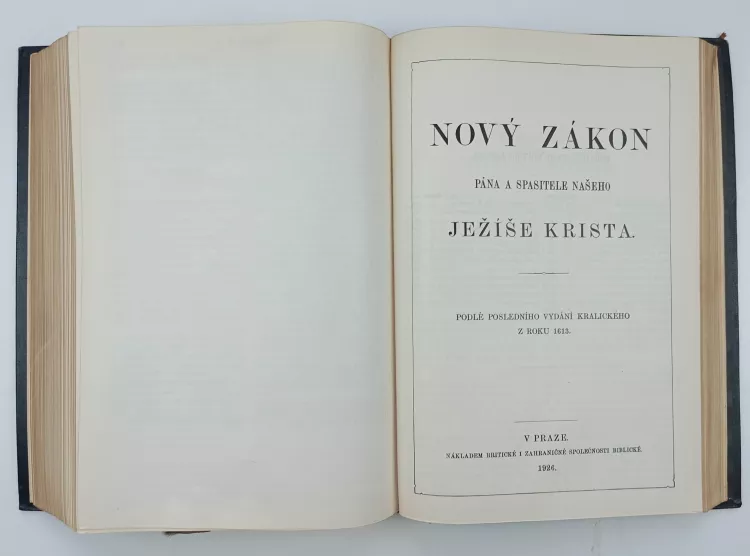 NOVÝ ZÁKON
PÁNA A SPASITELE NAŠEHO
JEŽÍŠE KRISTA.
PODLÉ POSLEDNÍHO VYDÁNÍ KRALICKÉHO
Z ROKU 1613.
V PRAZE.
NÁKLADEM BRITICKÉ I ZAHRANIČNÉ SPOLEČNOSTI BIBLICKÉ.
1926.